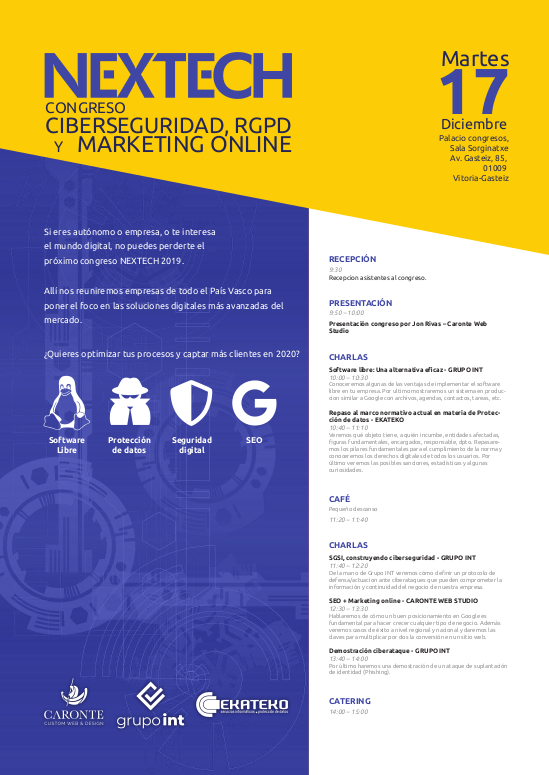 NEXTECH
CONGRESO
CIBERSEGURIDAD, RGPD
Y MARKETING ONLINE
Martes
17
Diciembre
Palacio congresos,
Sala Sorginatxe
Av. Gasteiz, 85,
01009
Vitoria-Gasteiz
Si eres autónomo o empresa, o te interesa
el mundo digital, no puedes perderte el
próximo congreso NEXTECH 2019.
Allí nos reuniremos empresas de todo el País Vasco para
poner el foco en las soluciones digitales más avanzadas del
mercado.
¿Quieres optimizar tus procesos y captar más clientes en 2020?
Software
Libre
Protección
de datos
Seguridad
digital
SEO
CARONTE
CUSTOM WEB & DESIGN
grupo int
EKATEKO
RECEPCIÓN
9:30
Recepcion asistentes al congreso.
PRESENTACIÓN
9:50 – 10:00
Presentación congreso por Jon Rivas – Caronte Web
Studio
CHARLAS
Software libre: Una alternativa eficaz - GRUPO INT
10:00 – 10:30
Conoceremos algunas de las ventajas de implementar el software
libre en tu empresa. Por ultimo mostraremos un sistema en produc-
cion similar a Google con archivos, agendas, contactos, tareas, etc.
Repaso al marco normativo actual en materia de Protec-
ción de datos - EKATEKO
10:40 – 11:10
Veremos qué objeto tiene, a quién incumbe, entidades afectadas,
figuras fundamentales, encargados, responsable, dpto. Repasare-
mos los pilares fundamentales para el cumplimiento de la norma y
conoceremos los derechos digitales de todos los usuarios. Por
último veremos las posibles sanciones, estadísticas y algunas
curiosidades.
CAFÉ
Pequeño descanso
11:20 – 11:40
CHARLAS
SGSI, construyendo ciberseguridad - GRUPO INT
11:40 – 12:20
De la mano de Grupo INT veremos cómo definir un protocolo de
defensa/actuacion ante ciberataques que pueden comprometer la
información y continuidad del negocio de nuestra empresa.
SEO + Marketing online - CARONTE WEB STUDIO
12:30 – 13:30
Hablaremos de cómo un buen posicionamiento en Google es
fundamental para hacer crecer cualquier tipo de negocio. Además
veremos casos de éxito a nivel regional y nacional y daremos las
claves para multiplicar por dos la conversión en un sitio web.
Demostración ciberataque - GRUPO INT
13:40 – 14:00
Por último haremos una demostración de un ataque de suplantación
de identidad (Phishing).
CATERING
14:00 – 15:00